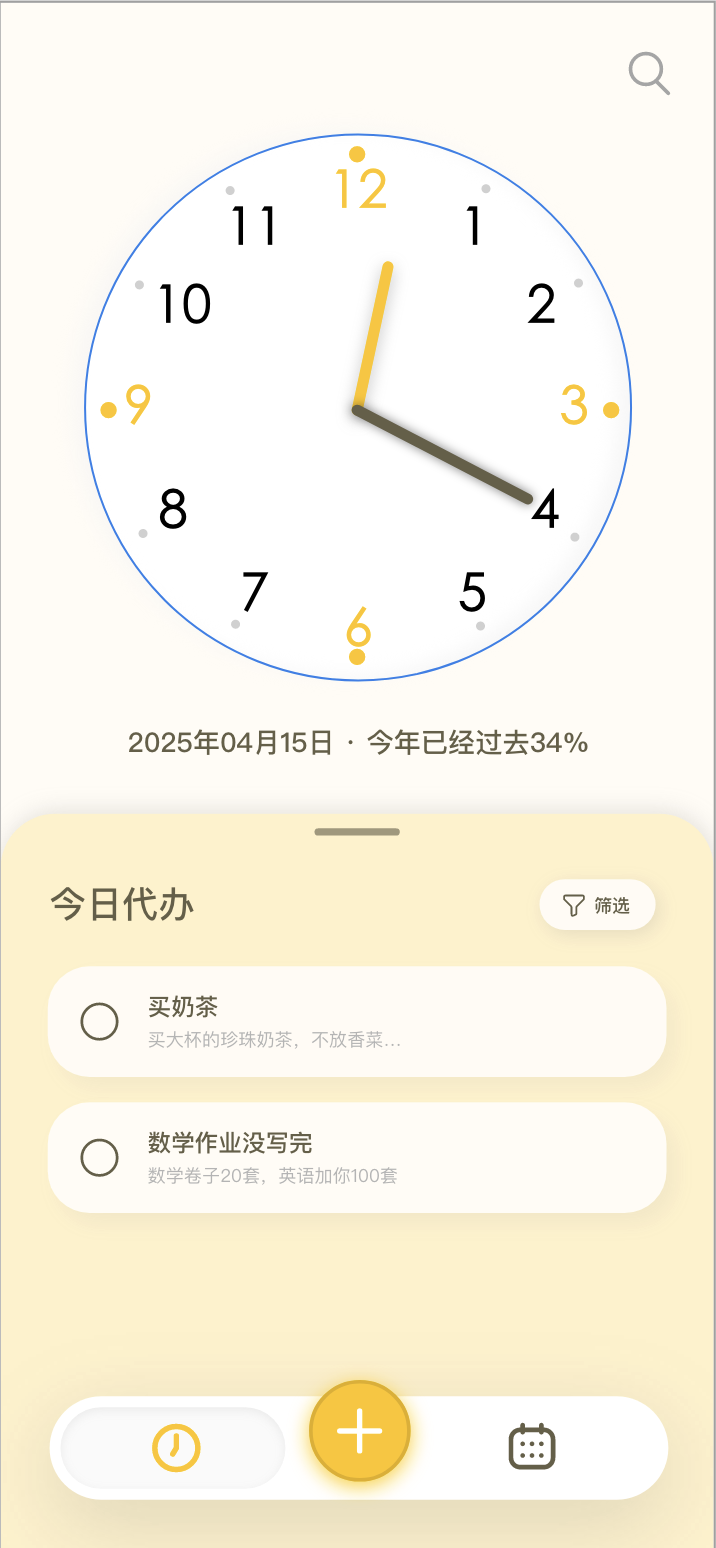 12
11
1
10
2
9
3
8
4
7
5
6
2025年04月15日 · 今年已经过去34%
今日代办
筛选
买奶茶
买大杯的珍珠奶茶，不放香菜...
数学作业没写完
数学卷子20套，英语加你100套